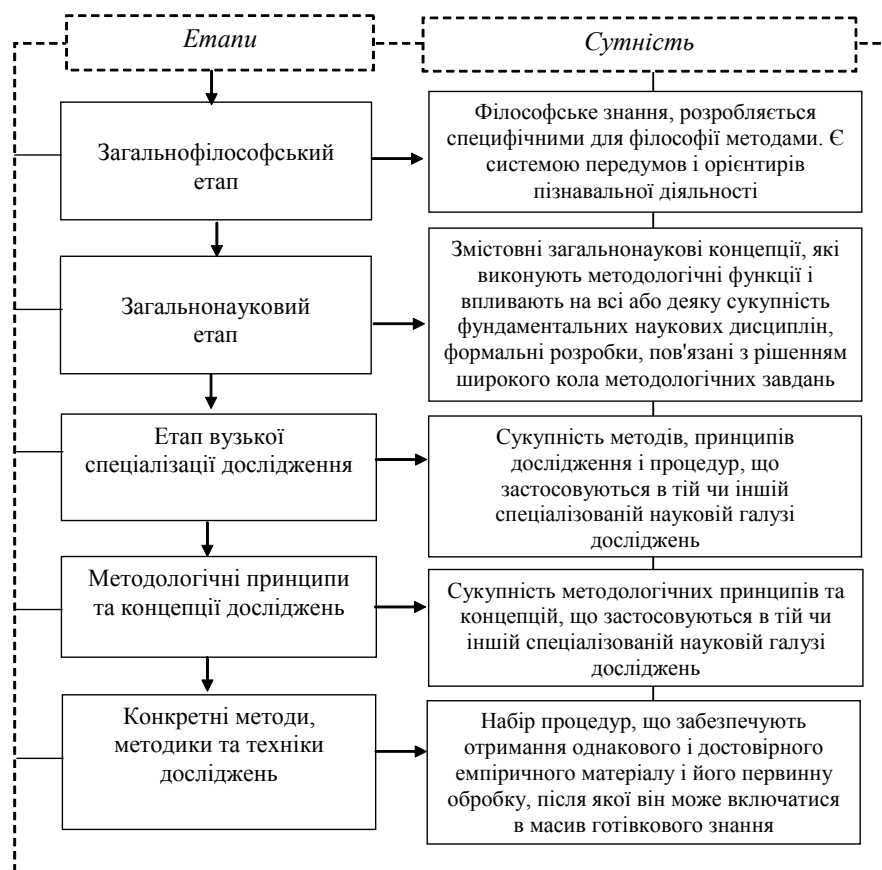 Етапи
Сутність
Загальнофілософський
етап
Філософське знання, розробляється
специфічними для філософії методами. Є
системою передумов і орієнтирів
пізнавальної діяльності
Загальнонауковий
етап
Змістовні загальнонаукові концепції, які
виконують методологічні функції і
впливають на всі або деяку сукупність
фундаментальних наукових дисциплін,
формальні розробки, пов'язані з рішенням
широкого кола методологічних завдань
Етап вузької
спеціалізації дослідження
Сукупність методів, принципів
дослідження і процедур, що
застосовуються в тій чи іншій
спеціалізованій науковій галузі
досліджень
Методологічні принципи
та концепції досліджень
Сукупність методологічних принципів та
концепцій, що застосовуються в тій чи
іншій спеціалізованій науковій галузі
досліджень
Конкретні методи,
методики та техніки
досліджень
Набір процедур, що забезпечують
отримання однакового і достовірного
емпіричного матеріалу і його первинну
обробку, після якої він може включатися
в масив готівкового знання